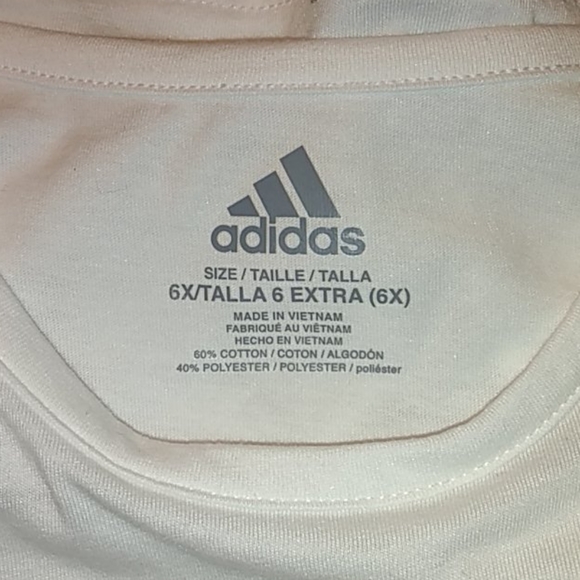 adidas
SIZE / TAILLE / TALLA
6X/TALLA 6 EXTRA (6X)
MADE IN VIETNAM
FABRIQUÉ AU VIÊTNAM
HECHO EN VIETNAM
60% COTTON / COTON / ALGODÓN
40% POLYESTER / POLYESTER / poliéster